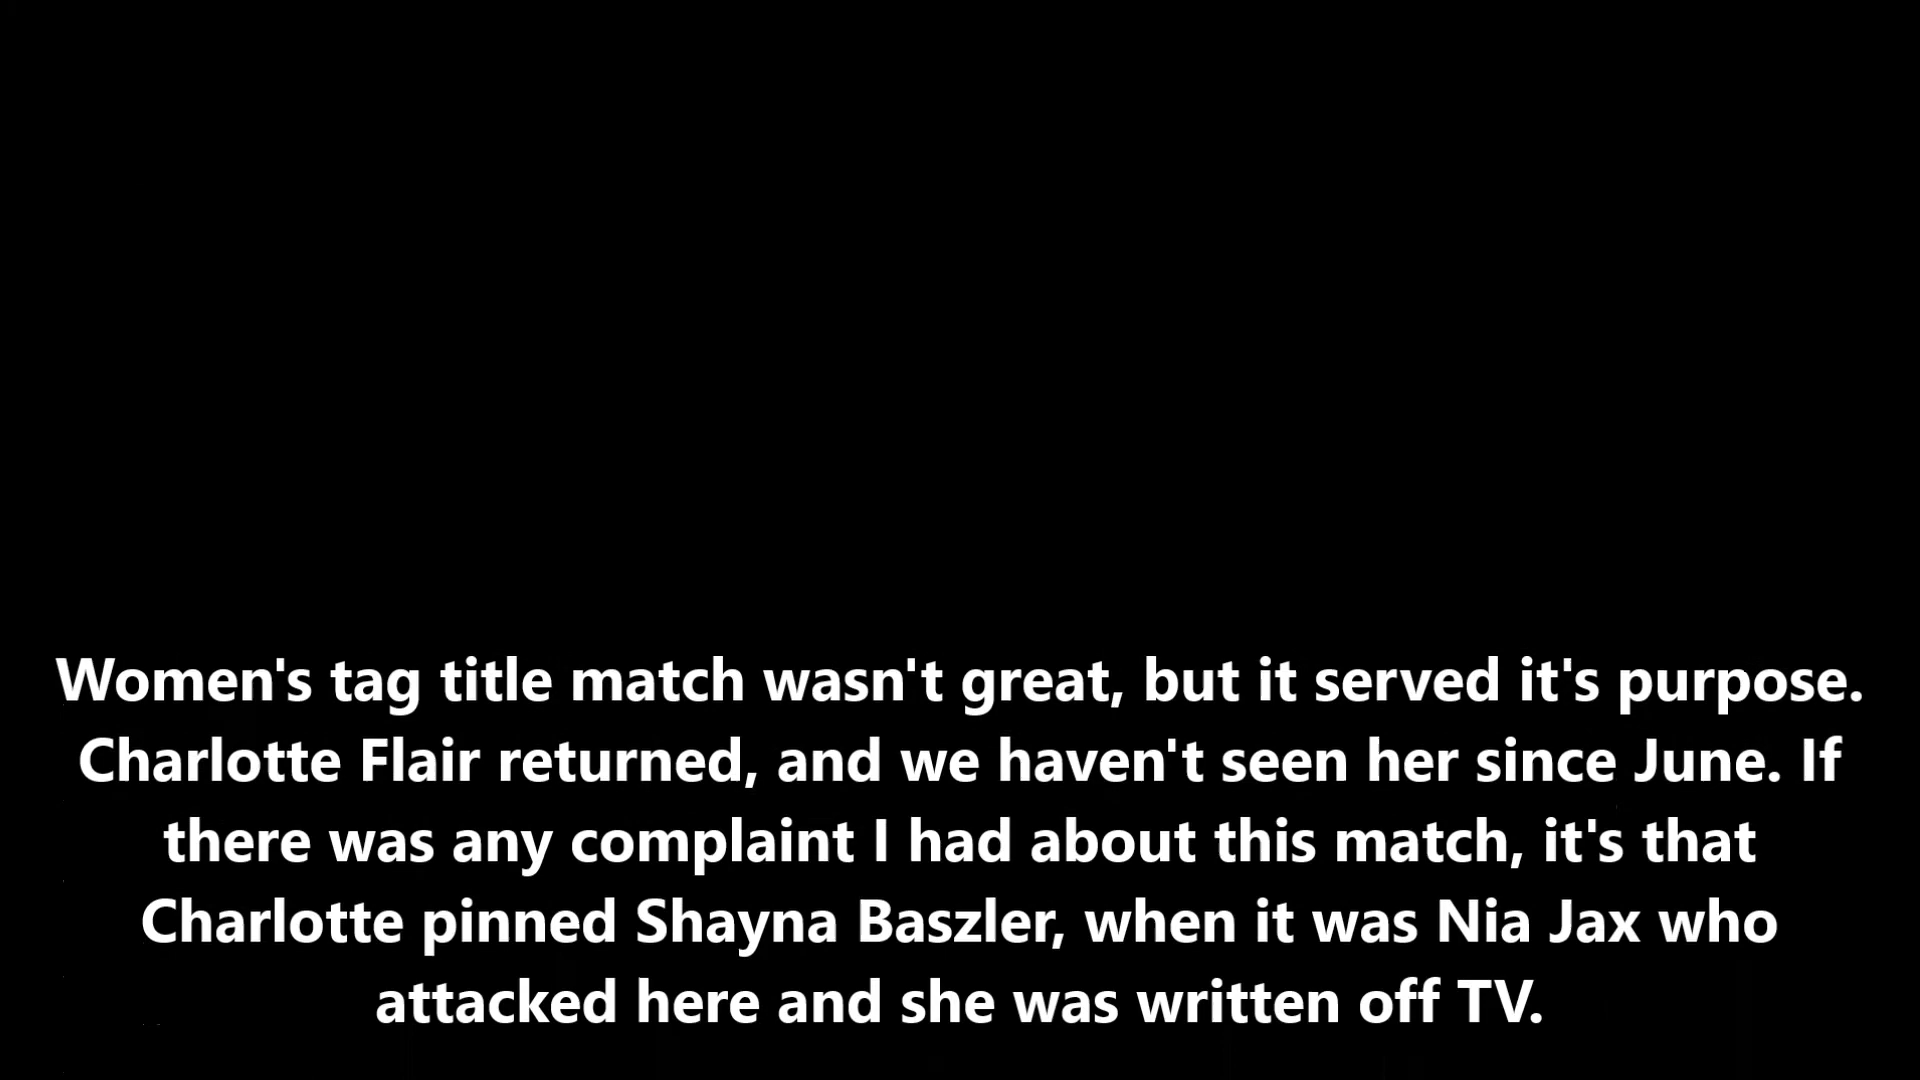 Women's tag title match wasn't great, but it served it's purpose.
Charlotte Flair returned, and we haven't seen her since June. If
there was any complaint I had about this match, it's that
Charlotte pinned Shayna Baszler, when it was Nia Jax who
attacked here and she was written off TV.